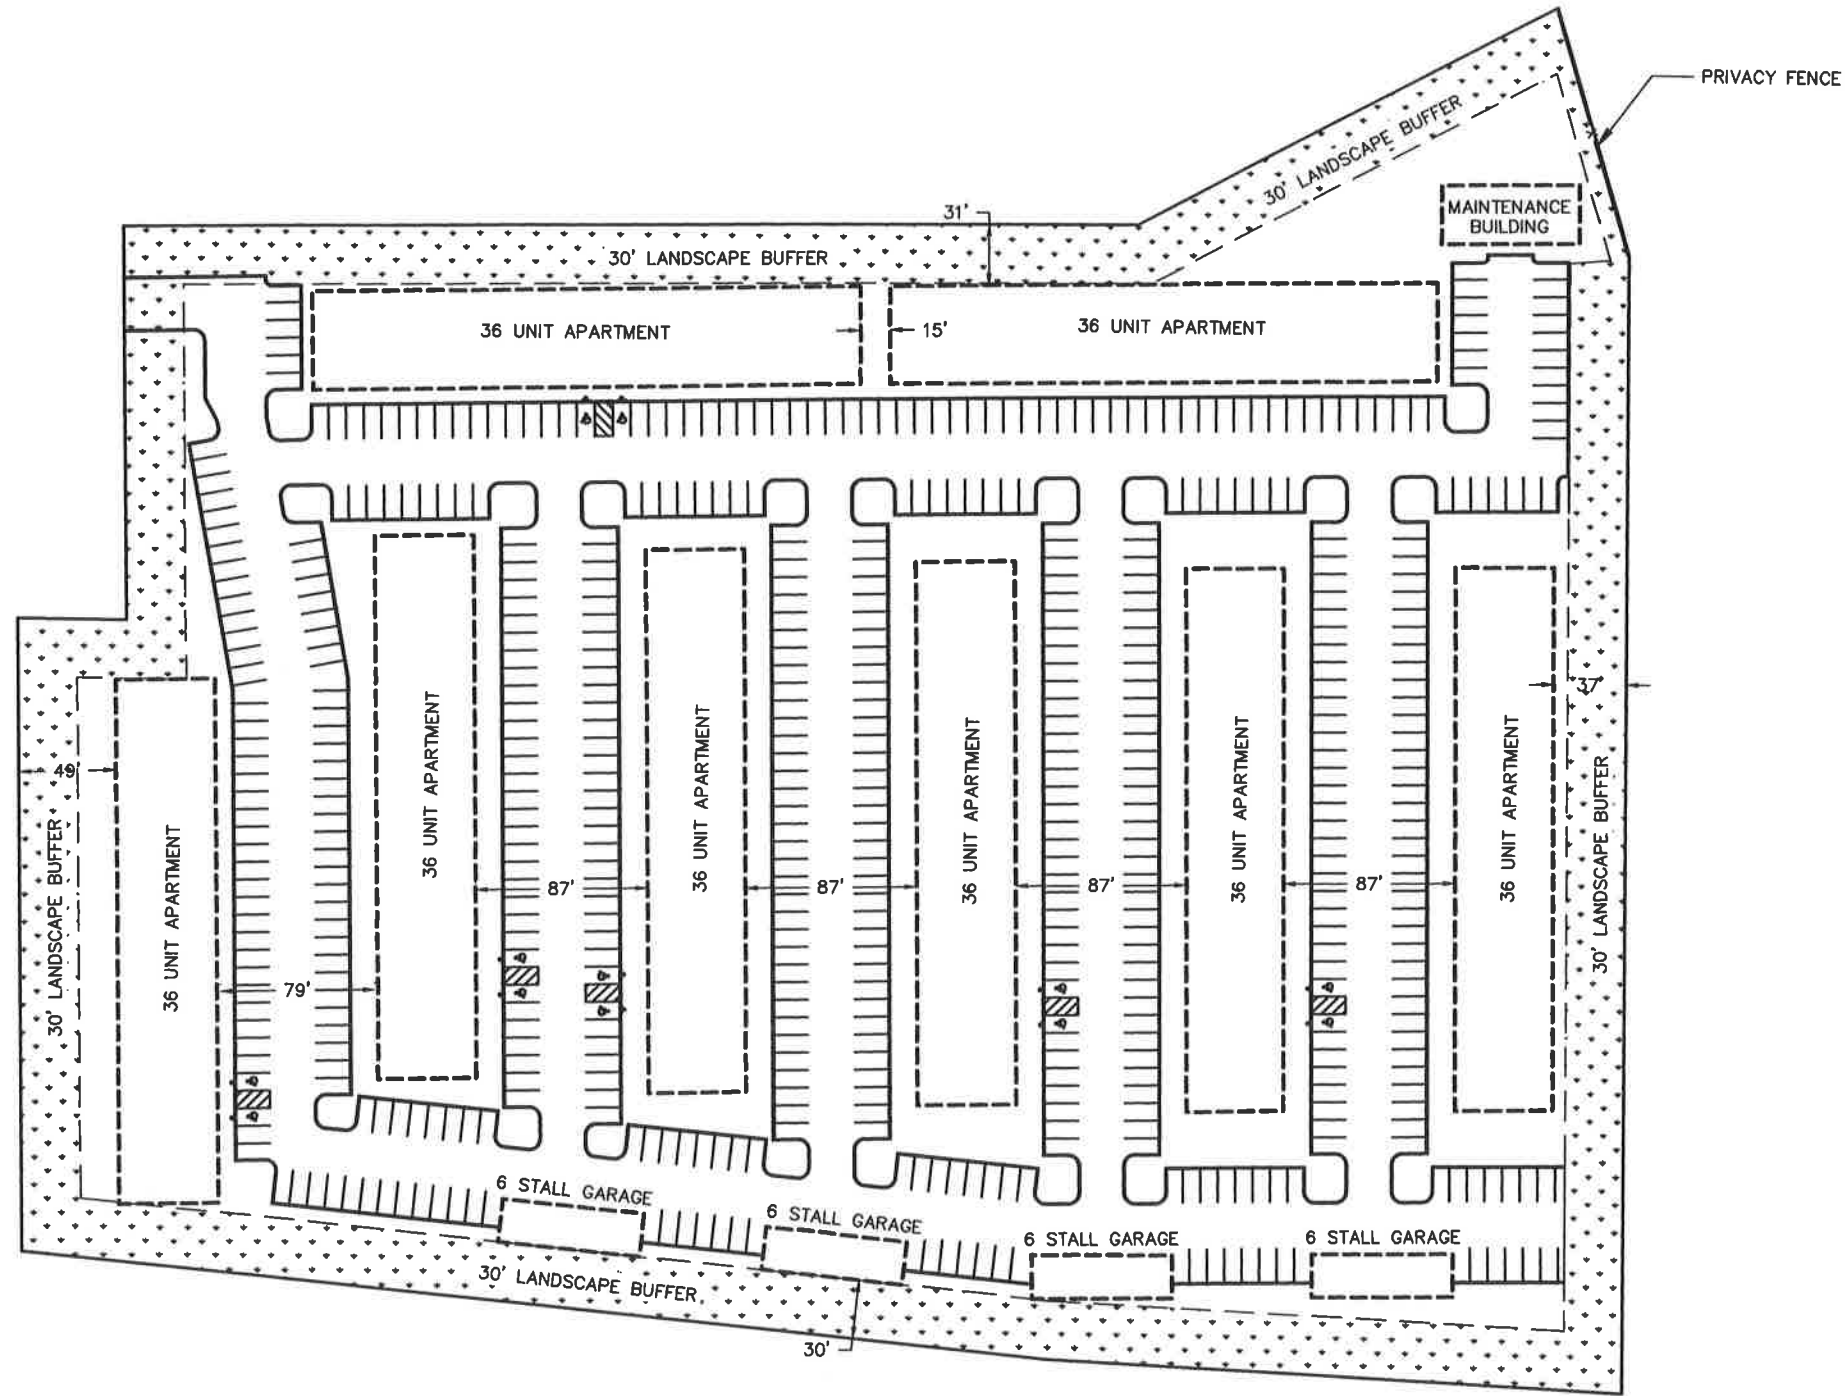 PRIVACY FENCE
30' LANDSCAPE BUFFER
MAINTENANCE
BUILDING
31'
30' LANDSCAPE BUFFER
36 UNIT APARTMENT
15'
36 UNIT APARTMENT
37'
49'
36 UNIT APARTMENT
36 UNIT APARTMENT
36 UNIT APARTMENT
36 UNIT APARTMENT
36 UNIT APARTMENT
36 UNIT APARTMENT
30' LANDSCAPE BUFFER
30' LANDSCAPE BUFFER
87'
87'
87'
87'
79'
6 STALL GARAGE
6 STALL GARAGE
6 STALL GARAGE
6 STALL GARAGE
30' LANDSCAPE BUFFER
30'